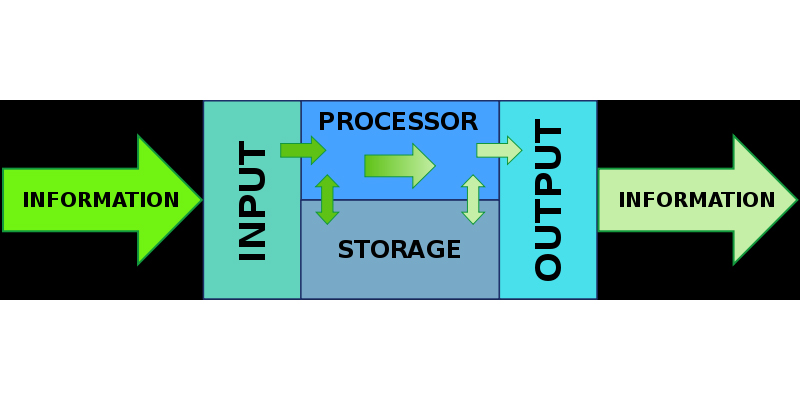 INFORMATION
INPUT
PROCESSOR
STORAGE
OUTPUT
INFORMATION